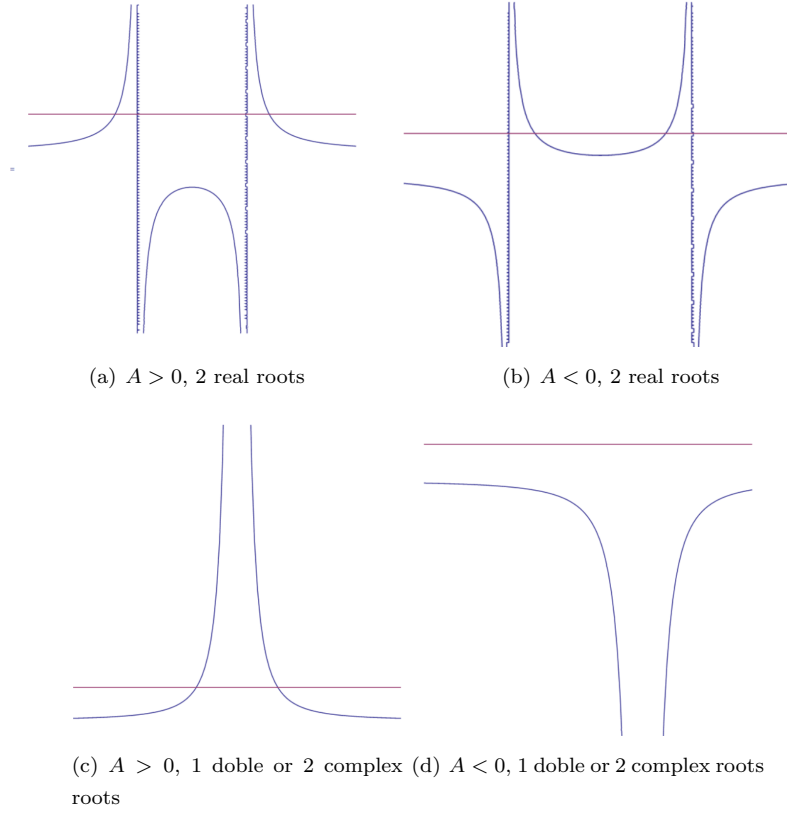 (a) A > 0, 2 real roots
(b) A < 0, 2 real roots
(c) A > 0, 1 doble or 2 complex
roots
(d) A < 0, 1 doble or 2 complex roots